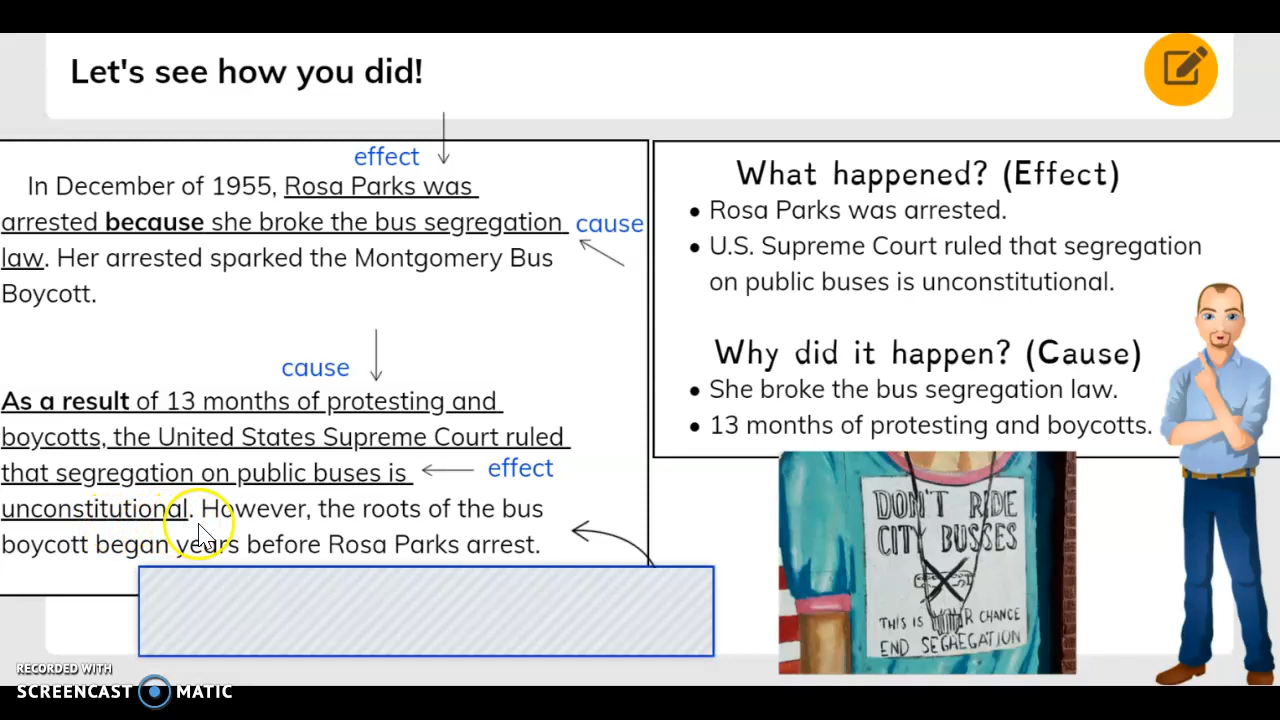 Let's see how you did!
effect
In December of 1955, Rosa Parks was
arrested because she broke the bus segregation
cause
law. Her arrested sparked the Montgomery Bus
Boycott.
cause
As a result of 13 months of protesting and
boycotts, the United States Supreme Court ruled
that segregation on public buses is
effect
unconstitutional. However, the roots of the bus
boycott began years before Rosa Parks arrest.
What happened? (Effect)
• Rosa Parks was arrested.
• U.S. Supreme Court ruled that segregation
on public buses is unconstitutional.
Why did it happen? (Cause)
• She broke the bus segregation law.
• 13 months of protesting and boycotts.
DON'T RIDE
CITY BUSSES
THIS IS YOUR CHANCE
END SEGREGATION
RECORDED WITH
SCREENCAST MATIC